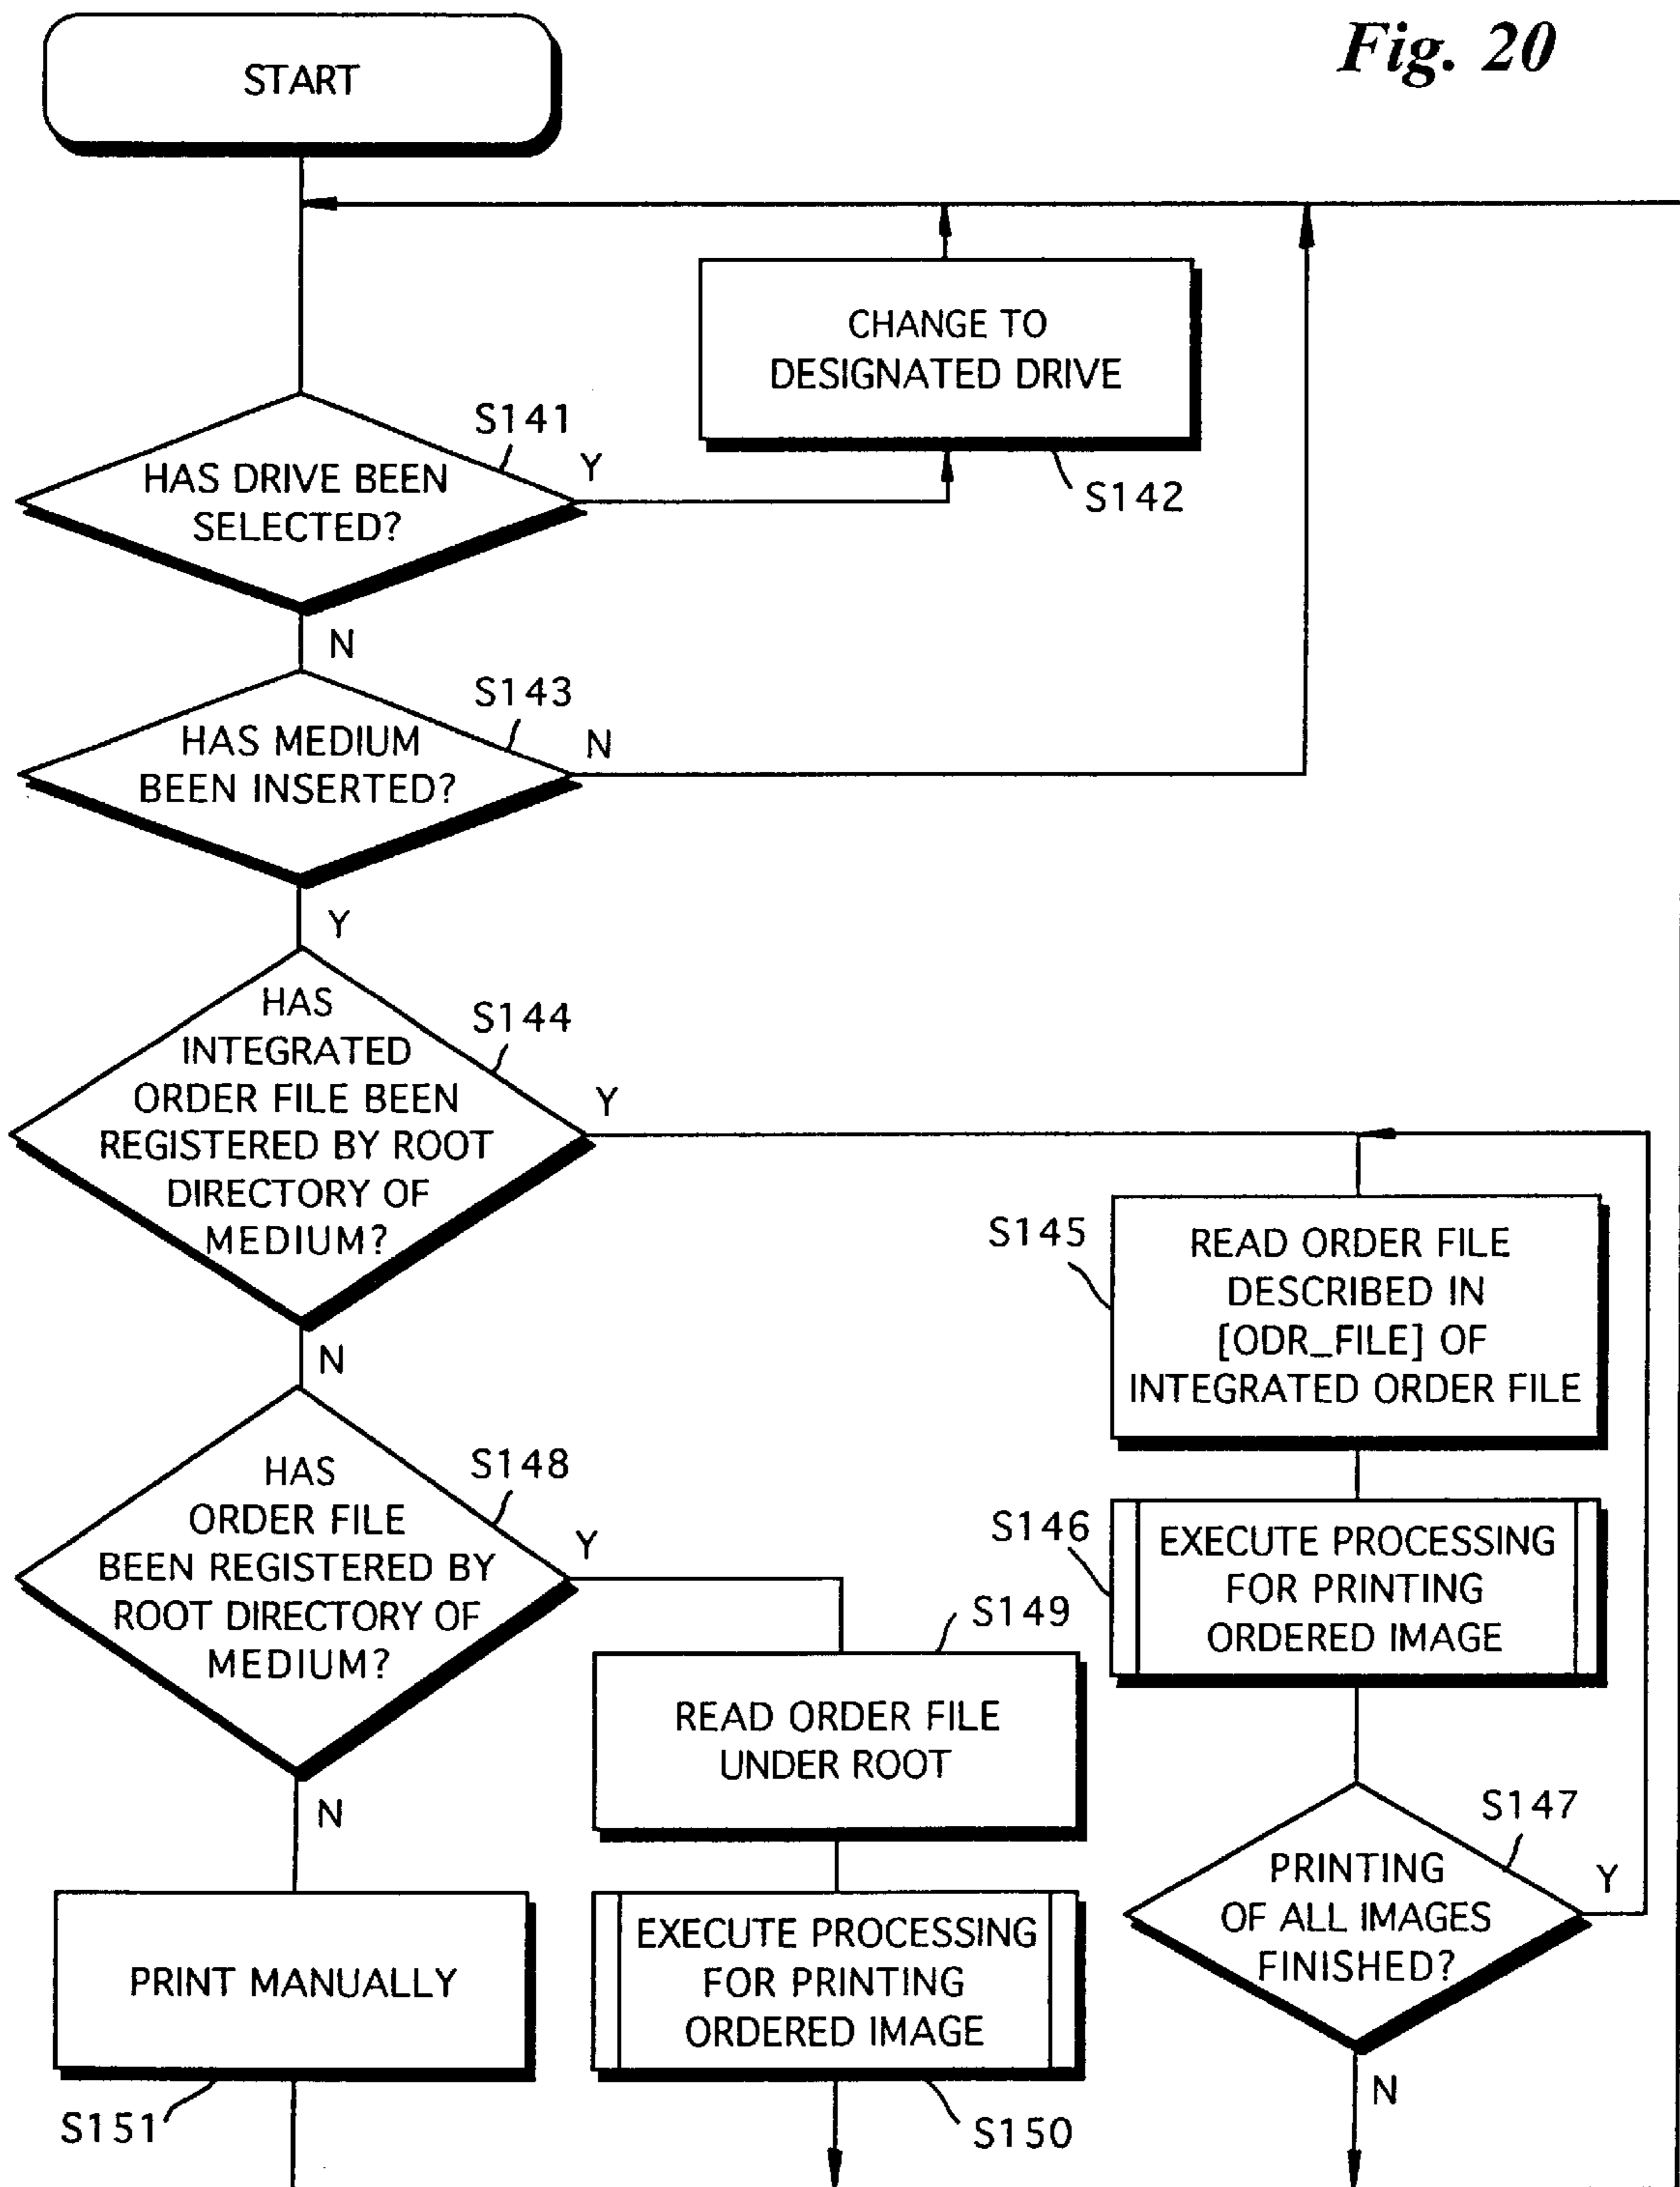 Fig. 20
START
CHANGE TO
DESIGNATED DRIVE
S142
S141
HAS DRIVE BEEN
SELECTED?
Y
N
S143
HAS MEDIUM
BEEN INSERTED?
N
Y
HAS
INTEGRATED
ORDER FILE BEEN
REGISTERED BY ROOT
DIRECTORY OF
MEDIUM?
S144
Y
N
S145
READ ORDER FILE
DESCRIBED IN
[ODR_FILE] OF
INTEGRATED ORDER FILE
S146
EXECUTE PROCESSING
FOR PRINTING
ORDERED IMAGE
S147
PRINTING
OF ALL IMAGES
FINISHED?
Y
N
HAS
ORDER FILE
BEEN REGISTERED BY
ROOT DIRECTORY OF
MEDIUM?
S148
Y
N
S149
READ ORDER FILE
UNDER ROOT
EXECUTE PROCESSING
FOR PRINTING
ORDERED IMAGE
S150
PRINT MANUALLY
S151